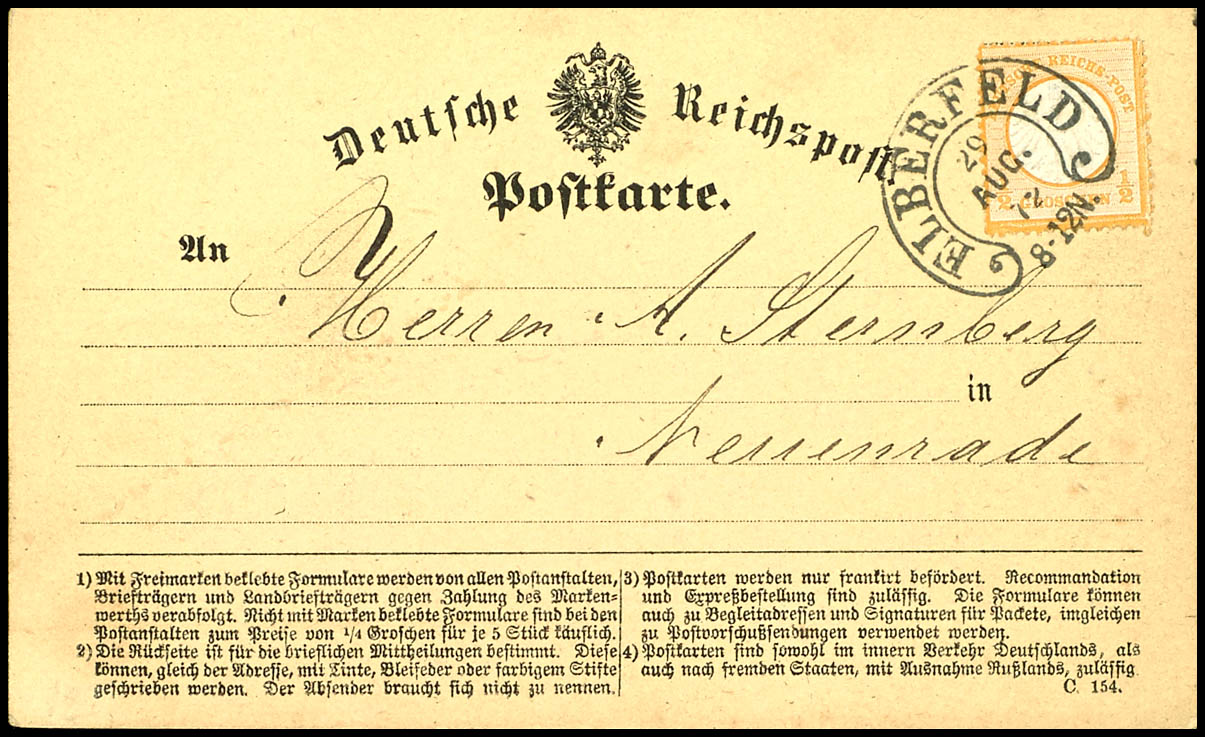 Deutsche Reichspost
Postkarte.
DEUTSCHE REICHS-POST
½ GROSCHEN ½
ELBERFELD
29
AUG.
72
8-12N.
An
Herren A. Sternberg
in
Neuenrade
1) Mit Freimarken beklebte Formulare werden von allen Postanstalten,
Briefträgern und Landbriefträgern gegen Zahlung des Marken=
werths verabfolgt. Nicht mit Marken beklebte Formulare sind bei den
Postanstalten zum Preise von 1/4 Groschen für je 5 Stück käuflich.
2) Die Rückseite ist für die brieflichen Mittheilungen bestimmt. Diese
können, gleich der Adresse, mit Tinte, Bleifeder oder farbigem Stifte
geschrieben werden. Der Absender braucht sich nicht zu nennen.
3) Postkarten werden nur frankirt befördert. Recommandation
und Expreßbestellung sind zulässig. Die Formulare können
auch zu Begleitadressen und Signaturen für Packete, imgleichen
zu Postvorschußsendungen verwendet werden.
4) Postkarten sind sowohl im innern Verkehr Deutschlands, als
auch nach fremden Staaten, mit Ausnahme Rußlands, zulässig.
C. 154.